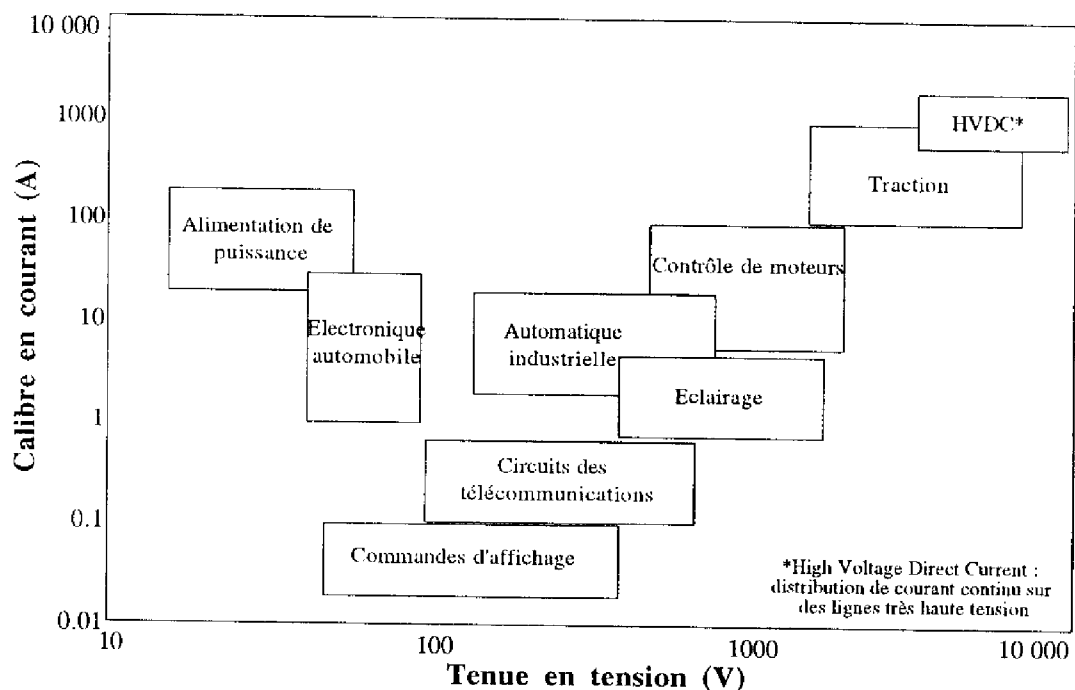 10 000
1000
100
10
1
0.1
0.01
Calibre en courant (A)
HVDC*
Traction
Alimentation de
puissance
Contrôle de moteurs
Electronique
automobile
Automatique
industrielle
Eclairage
Circuits des
télécommunications
Commandes d'affichage
*High Voltage Direct Current :
distribution de courant continu sur
des lignes très haute tension
10
100
1000
10 000
Tenue en tension (V)